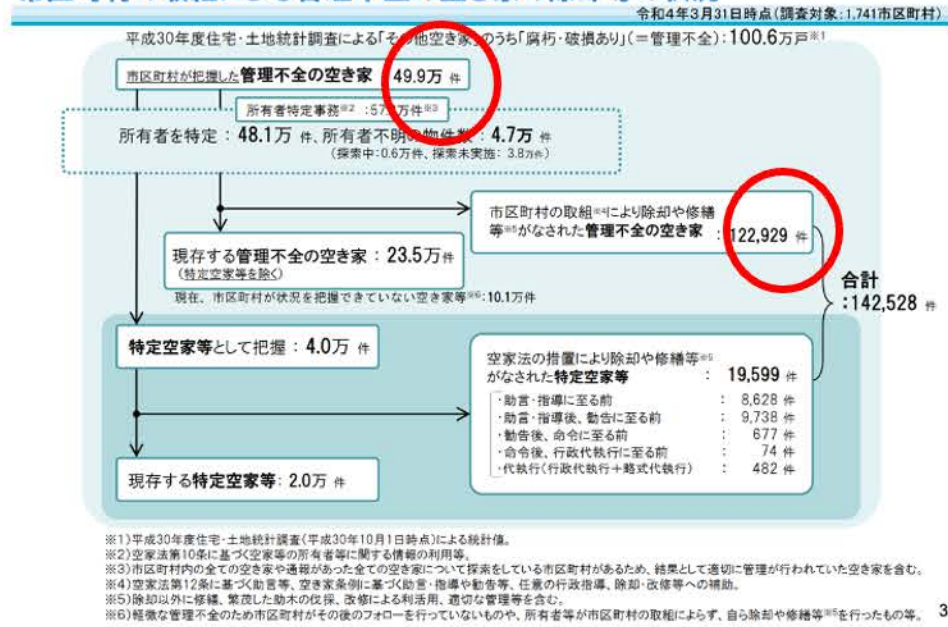 令和4年3月31日時点(調査対象:1,741市区町村)
平成30年度住宅・土地統計調査による「その他空き家」のうち「腐朽・破損あり」(=管理不全):100.6万戸※1
市区町村が把握した管理不全の空き家 49.9万 件
所有者特定事務※2 :57.万件※3
所有者を特定 : 48.1万 件、所有者不明の物件数 : 4.7万 件
(探索中:0.6万件、探索未実施: 3.8万件)
市区町村の取組※4により除却や修繕
等※5がなされた管理不全の空き家 : 122,929 件
現存する管理不全の空き家 : 23.5万件
(特定空家等を除く)
現在、市区町村が状況を把握できていない空き家等※6:10.1万件
合計
:142,528 件
特定空家等として把握 : 4.0万 件
空家法の措置により除却や修繕等※5
がなされた特定空家等 : 19,599 件
・助言・指導に至る前 : 8,628 件
・助言・指導後、勧告に至る前 : 9,738 件
・勧告後、命令に至る前 : 677 件
・命令後、行政代執行に至る前 : 74 件
・代執行(行政代執行+略式代執行) : 482 件
現存する特定空家等: 2.0万 件
※1)平成30年度住宅・土地統計調査(平成30年10月1日時点)による統計値。
※2)空家法第10条に基づく空家等の所有者等に関する情報の利用等。
※3)市区町村内の全ての空き家や通報があった全ての空き家について探索をしている市区町村があるため、結果として適切に管理が行われていた空き家を含む。
※4)空家法第12条に基づく助言等、空き家条例に基づく助言・指導や勧告等、任意の行政指導、除却・改修等への補助。
※5)除却以外に修繕、繁茂した樹木の伐採、改修による利活用、適切な管理等を含む。
※6)軽微な管理不全のため市区町村がその後のフォローを行っていないものや、所有者等が市区町村の取組によらず、自ら除却や修繕等※5を行ったもの等。
3